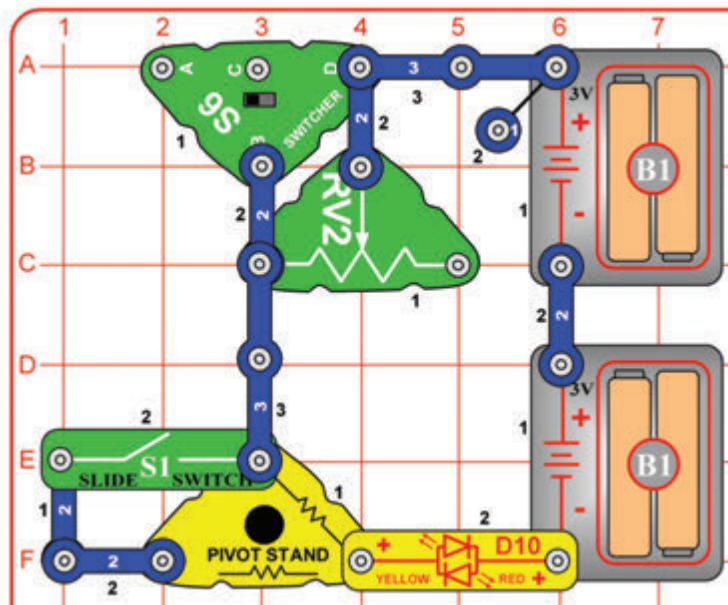 1 2 3 4 5 6 7
A B C D E F
A C D B
S6
SWITCHER
1
3
3
2
2
1
2
3V
+
-
1
B1
2
2
RV2
1
2
2
3
3
3V
+
-
1
B1
2
S1
SLIDE SWITCH
1
2
2
2
1
PIVOT STAND
2
+
D10
YELLOW
RED +